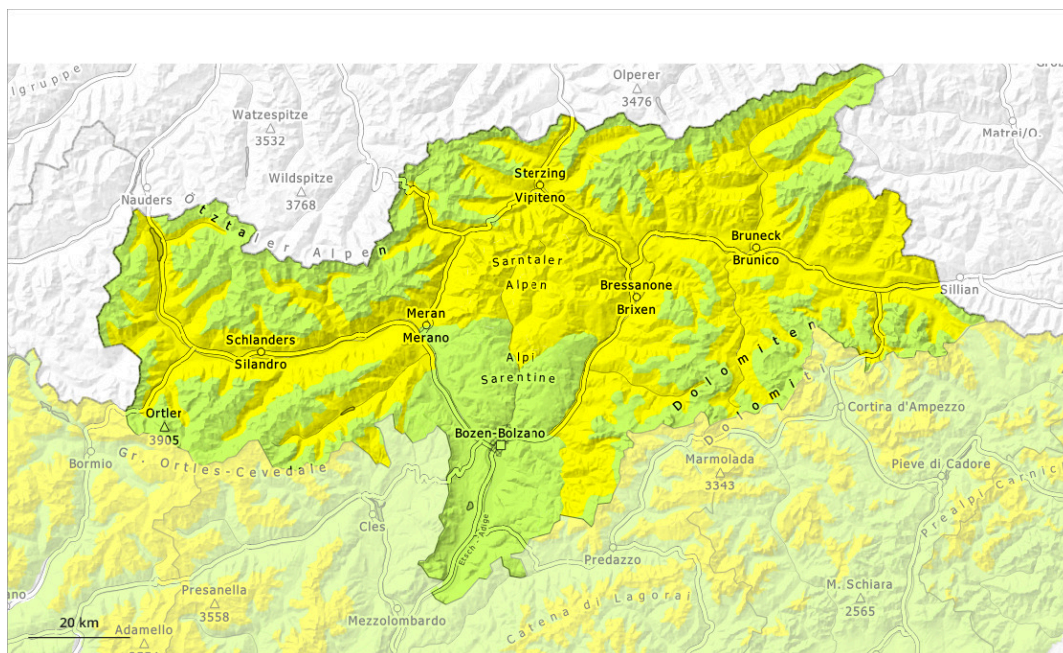 Olperer
3476
Watzespitze
3532
Matrei/O.
Wildspitze
3768
Nauders
Sterzing
Vipiteno
Ötztaler Alpen
Bruneck
Brunico
Sarntaler
Alpen
Sillian
Bressanone
Brixen
Meran
Merano
Schlanders
Silandro
Alpi
Sarentine
Dolomiten
Dolomiti
Ortler
3905
Cortina d'Ampezzo
Bozen-Bolzano
Bormio
Gr. Ortles-Cevedale
Marmolada
3343
Pieve di Cadore
Prealpi Carnic
Cles
Etsch - Adige
Predazzo
Presanella
3558
M. Schiara
2565
Catena di Lagorai
Mezzolombardo
20 km
Adamello